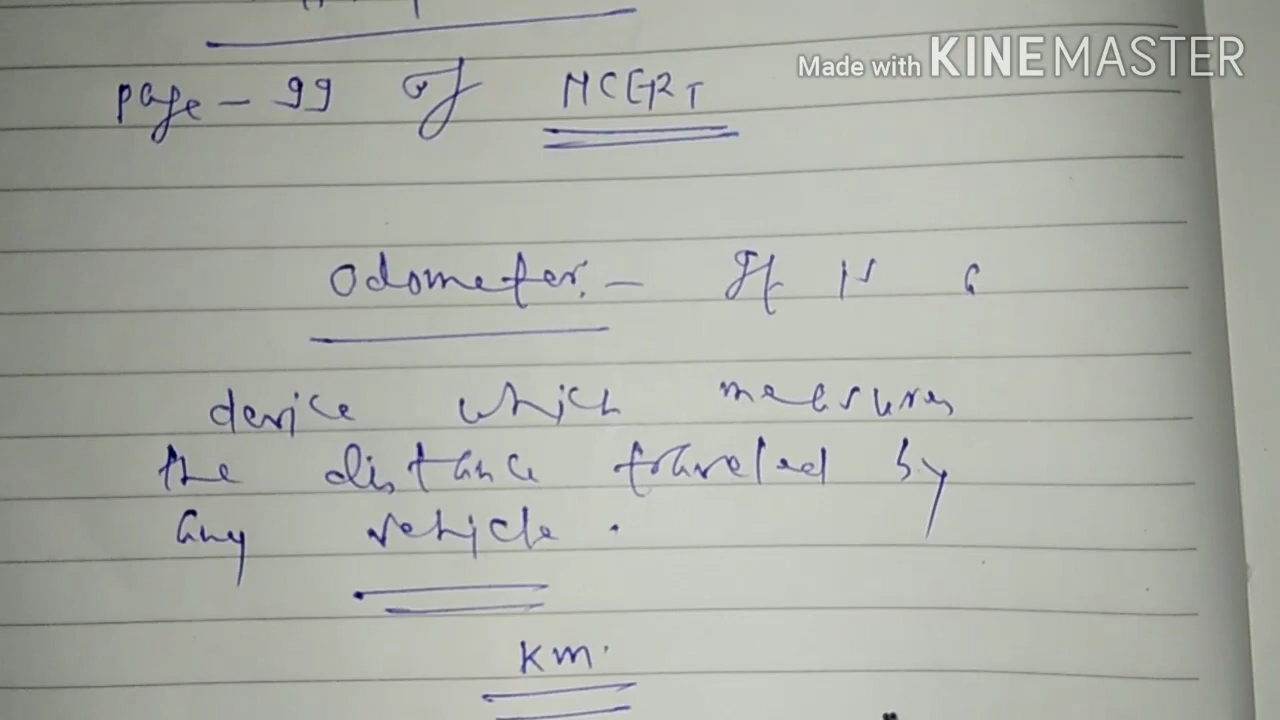 Made with KINEMASTER
page - 99 of NCERT
Odometer. - It is a
device which measures
the distance traveled by
any vehicle.
Km.